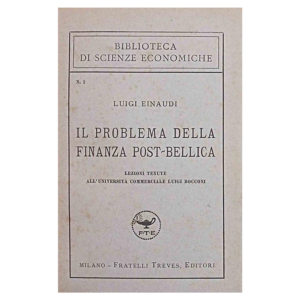 BIBLIOTECA
DI SCIENZE ECONOMICHE
N. 1
LUIGI EINAUDI
IL PROBLEMA DELLA
FINANZA POST-BELLICA
LEZIONI TENUTE
ALL'UNIVERSITÀ COMMERCIALE LUIGI BOCCONI
F·T·E
MILANO - FRATELLI TREVES, EDITORI